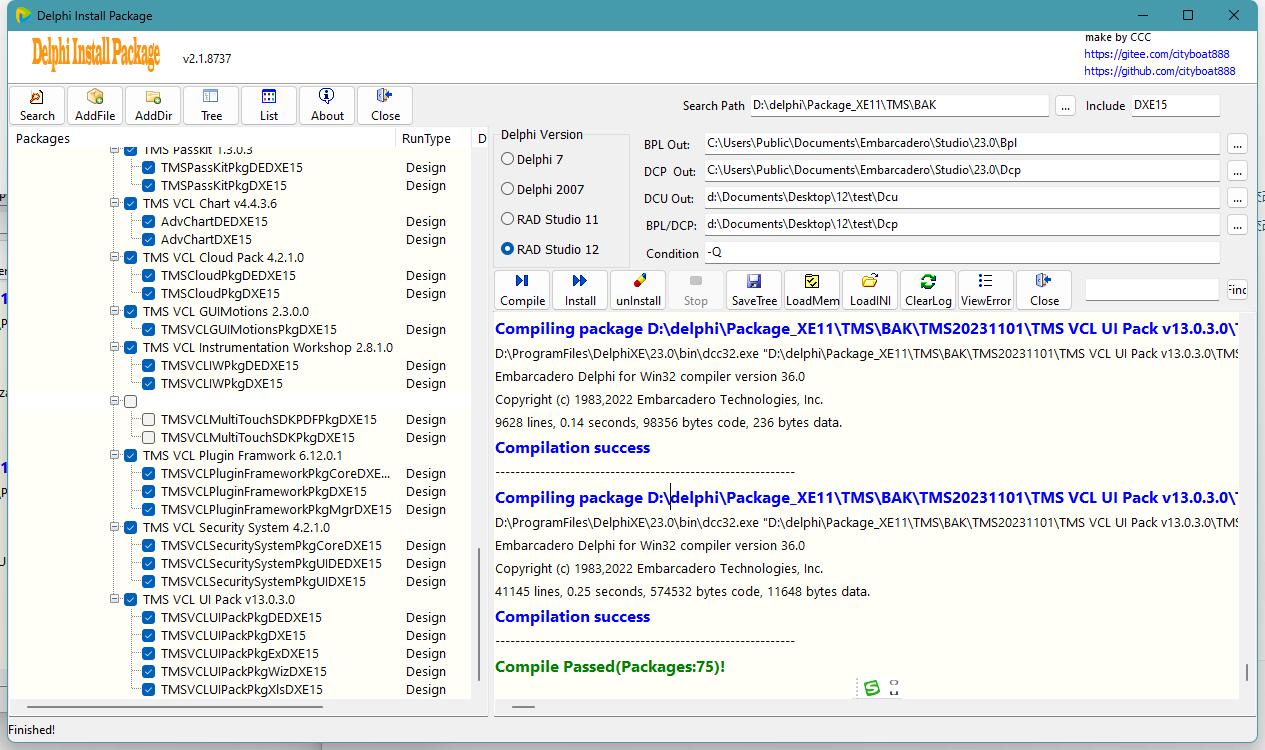 Delphi Install Package
Delphi Install Package
v2.1.8737
make by CCC
https://gitee.com/cityboat888
https://github.com/cityboat888
Search
AddFile
AddDir
Tree
List
About
Close
Search Path
D:\delphi\Package_XE11\TMS\BAK
...
Include
DXE15
Packages
RunType
D
TMS Passkit 1.3.0.3
TMSPassKitPkgDEDXE15 Design
TMSPassKitPkgDXE15 Design
TMS VCL Chart v4.4.3.6
AdvChartDEDXE15 Design
AdvChartDXE15 Design
TMS VCL Cloud Pack 4.2.1.0
TMSCloudPkgDEDXE15 Design
TMSCloudPkgDXE15 Design
TMS VCL GUIMotions 2.3.0.0
TMSVCLGUIMotionsPkgDXE15 Design
TMS VCL Instrumentation Workshop 2.8.1.0
TMSVCLIWPkgDEDXE15 Design
TMSVCLIWPkgDXE15 Design
TMSVCLMultiTouchSDKPDFPkgDXE15 Design
TMSVCLMultiTouchSDKPkgDXE15 Design
TMS VCL Plugin Framwork 6.12.0.1
TMSVCLPluginFrameworkPkgCoreDXE... Design
TMSVCLPluginFrameworkPkgDXE15 Design
TMSVCLPluginFrameworkPkgMgrDXE15 Design
TMS VCL Security System 4.2.1.0
TMSVCLSecuritySystemPkgCoreDXE15 Design
TMSVCLSecuritySystemPkgUIDEDXE15 Design
TMSVCLSecuritySystemPkgUIDXE15 Design
TMS VCL UI Pack v13.0.3.0
TMSVCLUIPackPkgDEDXE15 Design
TMSVCLUIPackPkgDXE15 Design
TMSVCLUIPackPkgExDXE15 Design
TMSVCLUIPackPkgWizDXE15 Design
TMSVCLUIPackPkgXlsDXE15 Design
Delphi Version
Delphi 7
Delphi 2007
RAD Studio 11
RAD Studio 12
BPL Out: C:\Users\Public\Documents\Embarcadero\Studio\23.0\Bpl ...
DCP Out: C:\Users\Public\Documents\Embarcadero\Studio\23.0\Dcp ...
DCU Out: d:\Documents\Desktop\12\test\Dcu ...
BPL/DCP: d:\Documents\Desktop\12\test\Dcp ...
Condition -Q
Compile
Install
unInstall
Stop
SaveTree
LoadMem
LoadINI
ClearLog
ViewError
Close
Compiling package D:\delphi\Package_XE11\TMS\BAK\TMS20231101\TMS VCL UI Pack v13.0.3.0\
D:\ProgramFiles\DelphiXE\23.0\bin\dcc32.exe "D:\delphi\Package_XE11\TMS\BAK\TMS20231101\TMS VCL UI Pack v13.0.3.0\TMS
Embarcadero Delphi for Win32 compiler version 36.0
Copyright (c) 1983,2022 Embarcadero Technologies, Inc.
9628 lines, 0.14 seconds, 98356 bytes code, 236 bytes data.
Compilation success
------------------------------------------------------------
Compiling package D:\delphi\Package_XE11\TMS\BAK\TMS20231101\TMS VCL UI Pack v13.0.3.0\
D:\ProgramFiles\DelphiXE\23.0\bin\dcc32.exe "D:\delphi\Package_XE11\TMS\BAK\TMS20231101\TMS VCL UI Pack v13.0.3.0\TMS
Embarcadero Delphi for Win32 compiler version 36.0
Copyright (c) 1983,2022 Embarcadero Technologies, Inc.
41145 lines, 0.25 seconds, 574532 bytes code, 11648 bytes data.
Compilation success
------------------------------------------------------------
Compile Passed(Packages:75)!
Finished!